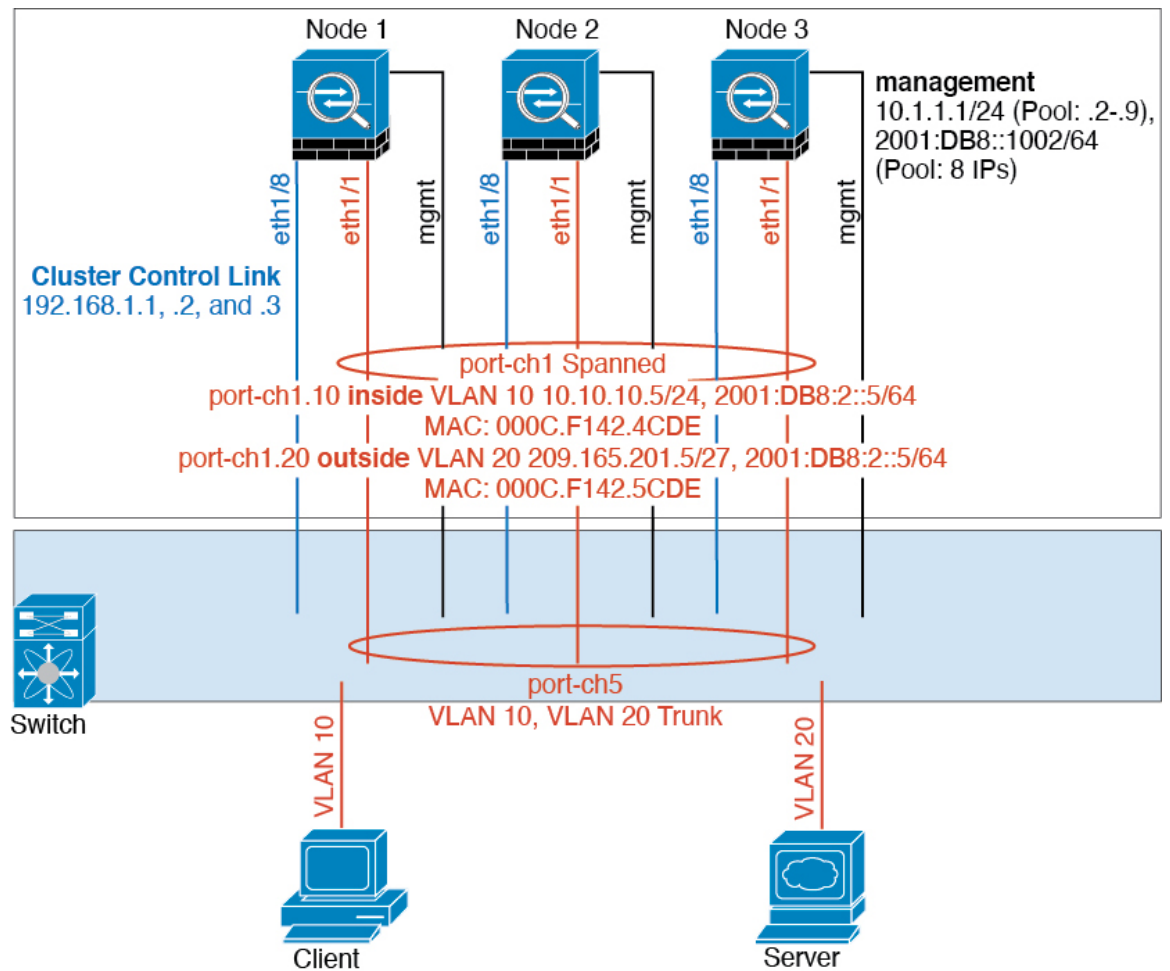 Node 1
Node 2
Node 3
management
10.1.1.1/24 (Pool: .2-.9),
2001:DB8::1002/64
(Pool: 8 IPs)
eth1/8
eth1/1
mgmt
eth1/8
eth1/1
mgmt
eth1/8
eth1/1
mgmt
Cluster Control Link
192.168.1.1, .2, and .3
port-ch1 Spanned
port-ch1.10 inside VLAN 10 10.10.10.5/24, 2001:DB8:2::5/64
MAC: 000C.F142.4CDE
port-ch1.20 outside VLAN 20 209.165.201.5/27, 2001:DB8:2::5/64
MAC: 000C.F142.5CDE
Switch
port-ch5
VLAN 10, VLAN 20 Trunk
VLAN 10
VLAN 20
Client
Server